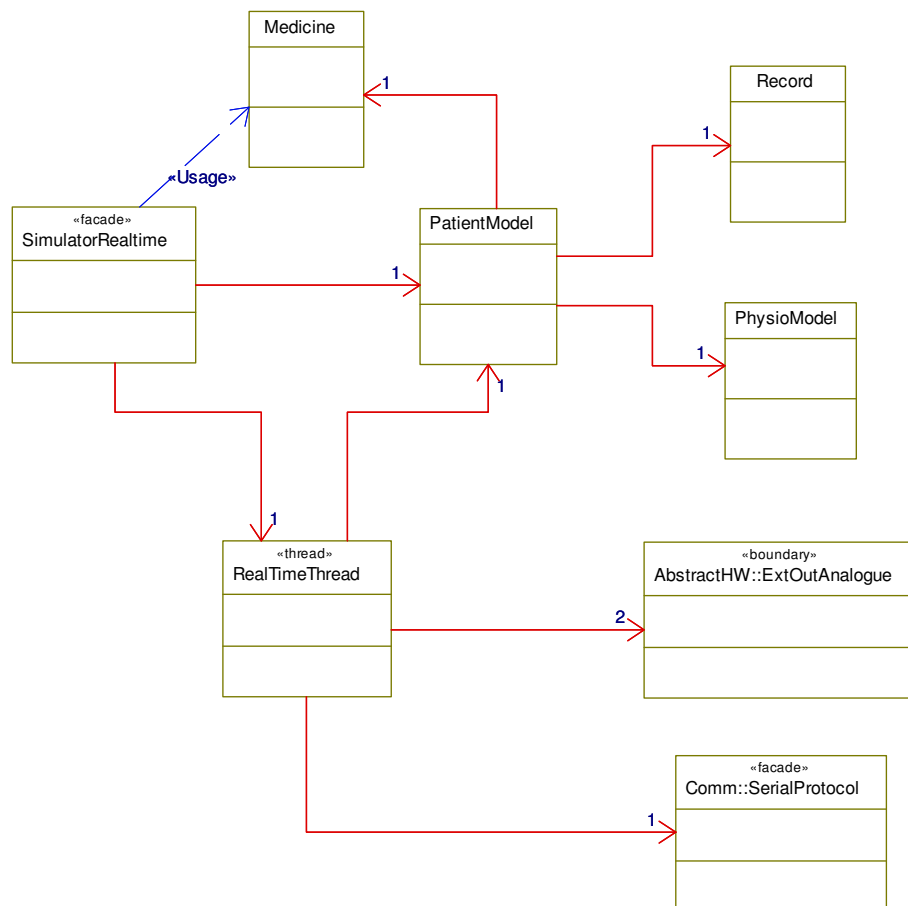 Medicine
1
Record
1
«Usage»
«facade»
SimulatorRealtime
PatientModel
1
PhysioModel
1
1
1
«thread»
RealTimeThread
«boundary»
AbstractHW::ExtOutAnalogue
2
«facade»
Comm::SerialProtocol
1